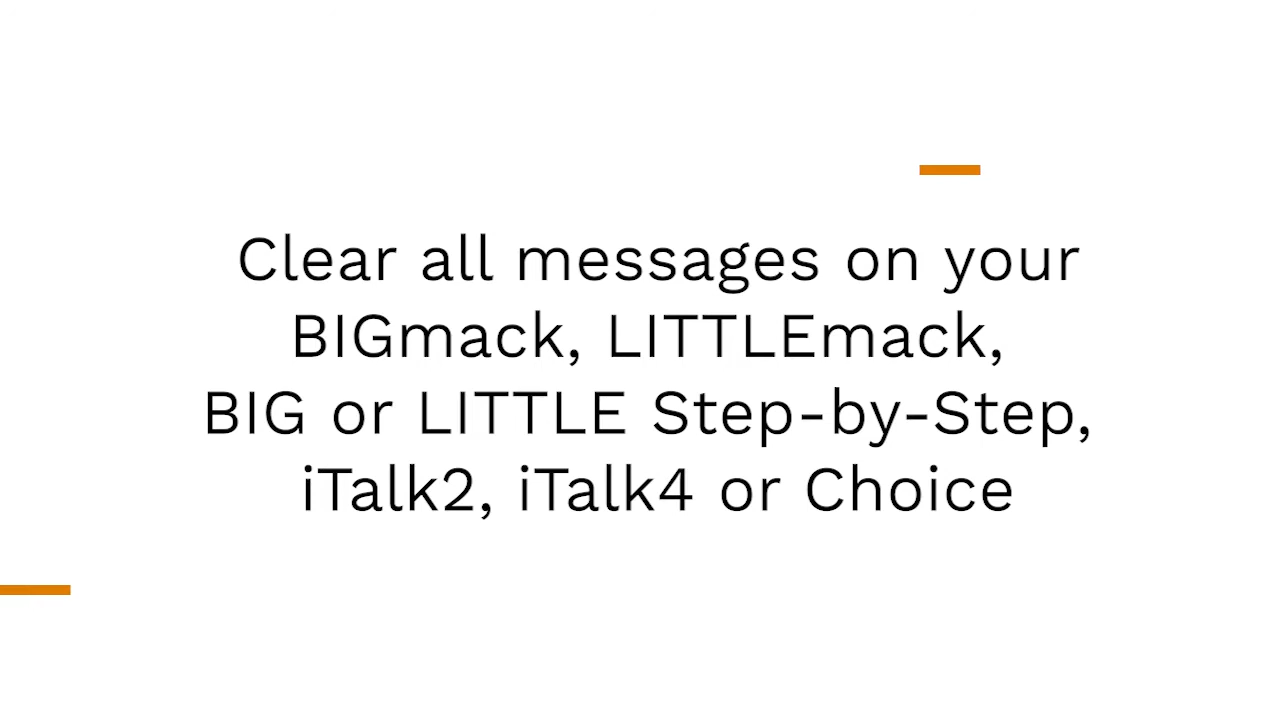 Clear all messages on your
BIGmack, LITTLEmack,
BIG or LITTLE Step-by-Step,
iTalk2, iTalk4 or Choice